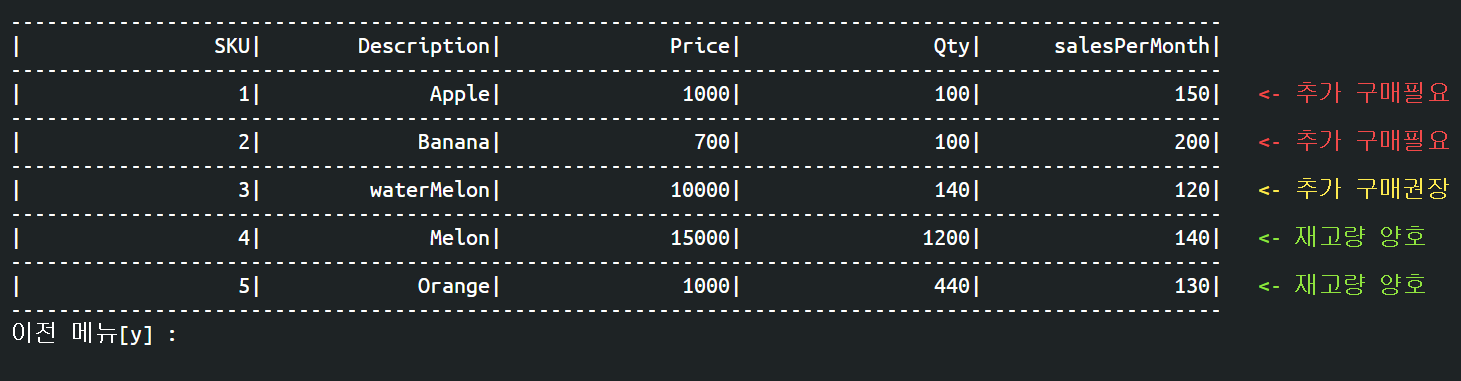 | SKU| Description| Price| Qty| salesPerMonth|
| 1| Apple| 1000| 100| 150| <- 추가 구매필요
| 2| Banana| 700| 100| 200| <- 추가 구매필요
| 3| waterMelon| 10000| 140| 120| <- 추가 구매권장
| 4| Melon| 15000| 1200| 140| <- 재고량 양호
| 5| Orange| 1000| 440| 130| <- 재고량 양호
이전 메뉴[y] :